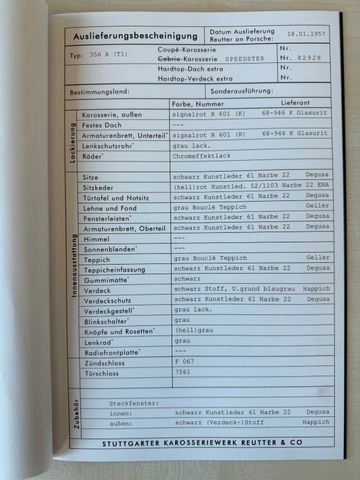 Auslieferungsbescheinigung
Datum Auslieferung Reutter an Porsche: 18.01.1957
Typ: 356 A (T1)
Coupé-Karosserie Nr.
Cabrio-Karosserie SPEEDSTER Nr. 82928
Hardtop-Dach extra Nr.
Hardtop-Verdeck extra Nr.
Bestimmungsland: Sonderausführung:
Farbe, Nummer Lieferant
Lackierung
Karosserie, außen signalrot R 601 (K) 68-946 K Glasurit
Festes Dach ---
Armaturenbrett, Unterteil* signalrot R 601 (K) 68-946 K Glasurit
Lenkschutzrohr* grau lack.
Räder* Chromeffektlack
Innenausstattung
Sitze schwarz Kunstleder 61 Narbe 22 Degusa
Sitzkeder (hell)rot Kunstled. 52/1103 Narbe 22 ERA
Türtafel und Notsitz schwarz Kunstleder 61 Narbe 22 Degusa
Lehne und Fond grau Bouclé Teppich Geller
Fensterleisten* schwarz Kunstleder 61 Narbe 22 Degusa
Armaturenbrett, Oberteil schwarz Kunstleder 61 Narbe 22 Degusa
Himmel ---
Sonnenblenden* ---
Teppich grau Bouclé Teppich Geller
Teppicheinfassung schwarz Kunstleder 61 Narbe 22 Degusa
Gummimatte* schwarz
Verdeck schwarz Stoff, U.grund blaugrau Happich
Verdeckschutz schwarz Kunstleder 61 Narbe 22 Degusa
Verdeckgestell* grau lack.
Blinkschalter* grau
Knöpfe und Rosetten* (hell)grau
Lenkrad* grau
Radiofrontplatte* ---
Zündschloss F 067
Türschloss 7561
Zubehör
Steckfenster:
innen: schwarz Kunstleder 61 Narbe 22 Degusa
außen: schwarz (Verdeck-)Stoff Happich
STUTTGARTER KAROSSERIEWERK REUTTER & CO